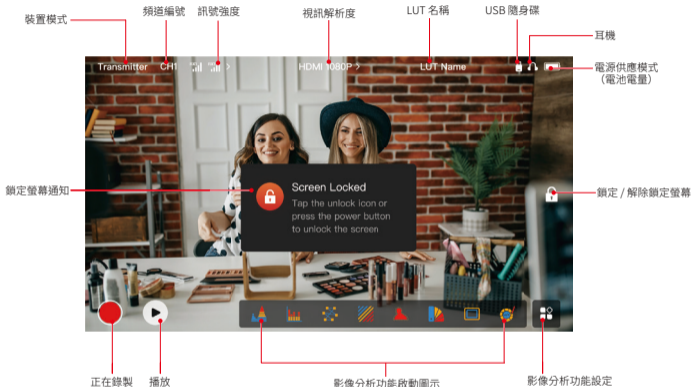 裝置模式
頻道編號
訊號強度
視訊解析度
LUT 名稱
USB 隨身碟
耳機
電源供應模式
（電池電量）
Transmitter
CH1
HDMI 1080P >
LUT Name
鎖定螢幕通知
Screen Locked
Tap the unlock icon or
press the power button
to unlock the screen
鎖定 / 解除鎖定螢幕
正在錄製
播放
影像分析功能啟動圖示
影像分析功能設定